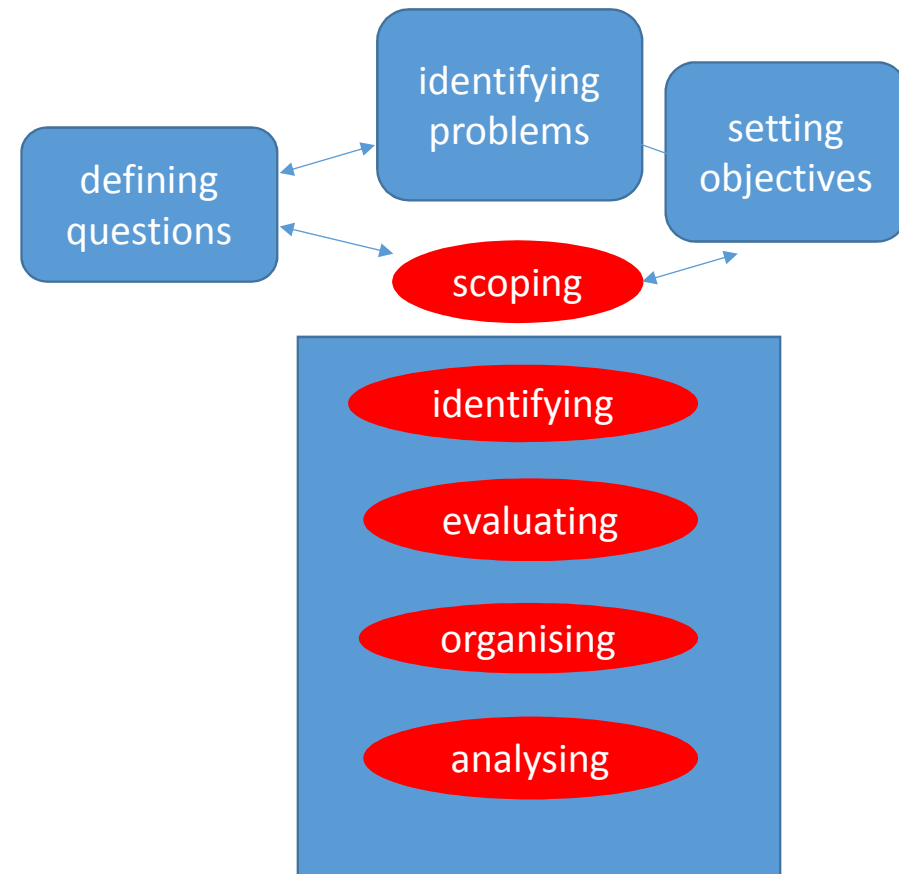 identifying
problems
setting
objectives
defining
questions
scoping
identifying
evaluating
organising
analysing